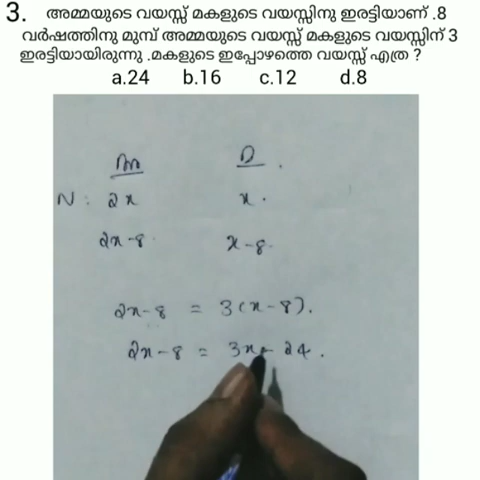 3. അമ്മയുടെ വയസ്സ് മകളുടെ വയസ്സിനു ഇരട്ടിയാണ് .8
വർഷത്തിനു മുമ്പ് അമ്മയുടെ വയസ്സ് മകളുടെ വയസ്സിന് 3
ഇരട്ടിയായിരുന്നു .മകളുടെ ഇപ്പോഴത്തെ വയസ്സ് എത്ര ?
a.24 b.16 c.12 d.8
m D .
N : 2x x .
2x-8 x-8
2x-8 = 3(x-8).
2x-8 = 3x- 24 .